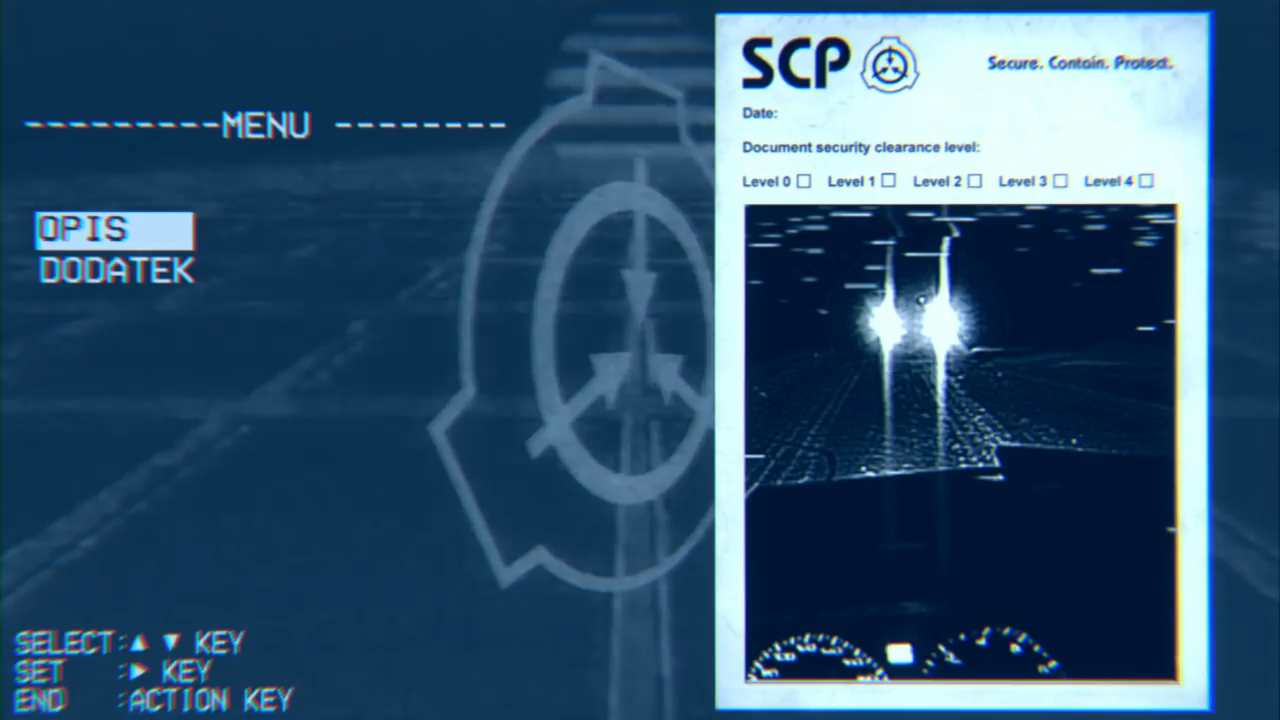 ---------MENU --------
OPIS
DODATEK
SELECT:▲ ▼ KEY
SET :▶ KEY
END :ACTION KEY
SCP
Secure. Contain. Protect.
Date:
Document security clearance level:
Level 0 ☐ Level 1 ☐ Level 2 ☐ Level 3 ☐ Level 4 ☐